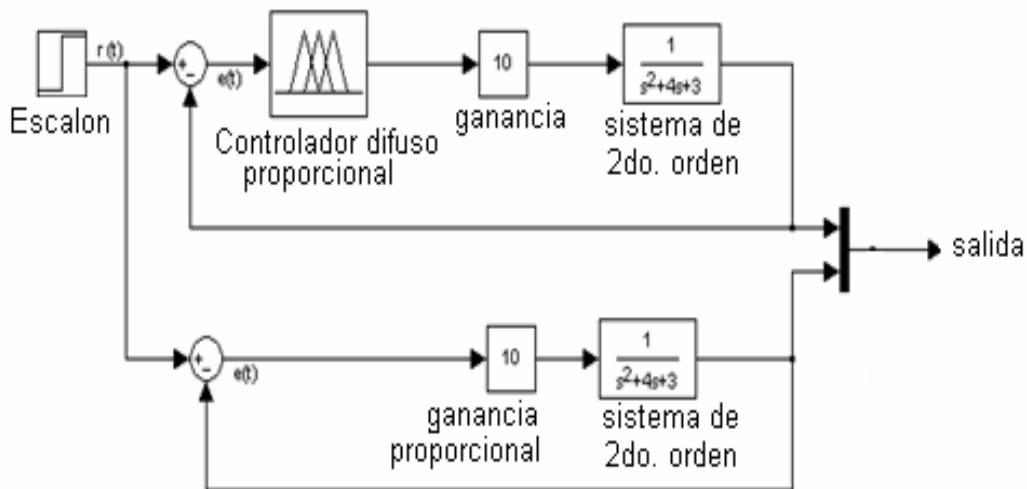 r(t)
+
−
e(t)
Escalon
Controlador difuso
proporcional
10
ganancia
1
s²+4s+3
sistema de
2do. orden
salida
+
−
e(t)
10
ganancia
proporcional
1
s²+4s+3
sistema de
2do. orden